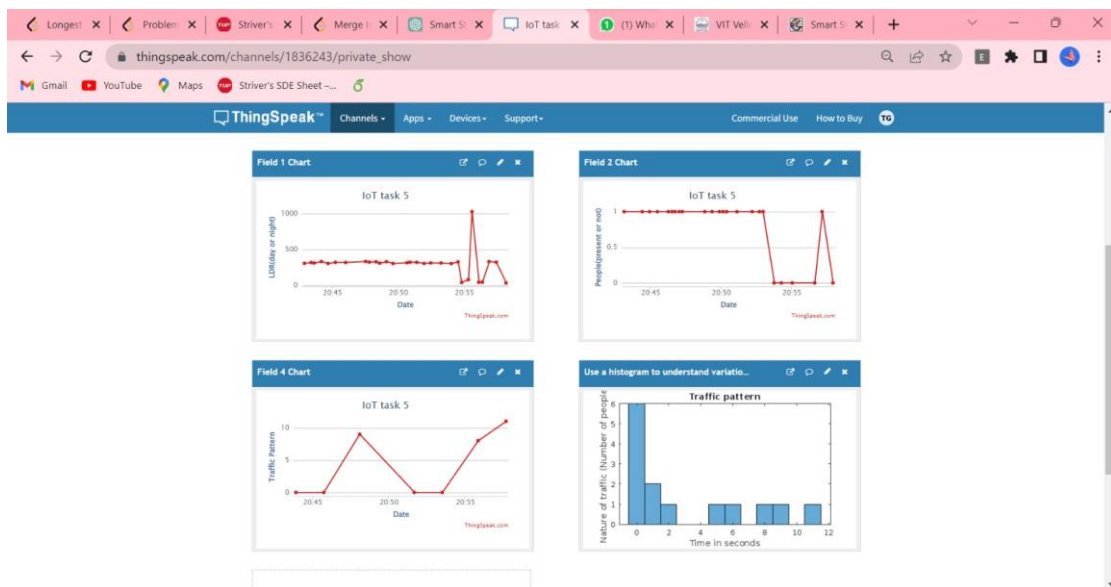 Longest
Problem
Striver's
Merge I
Smart S
IoT task
(1) Wha
VIT Vell
Smart S
thingspeak.com/channels/1836243/private_show
E
Gmail
YouTube
Maps
TUF
Striver's SDE Sheet –...
ThingSpeak™
Channels
Apps
Devices
Support
Commercial Use
How to Buy
TG
Field 1 Chart
IoT task 5
LDR(day or night)
1000
500
0
20:45 20:50 20:55
Date
ThingSpeak.com
Field 2 Chart
IoT task 5
People(present or not)
1
0.5
0
20:45 20:50 20:55
Date
ThingSpeak.com
Field 4 Chart
IoT task 5
Traffic Pattern
10
5
0
20:45 20:50 20:55
Date
ThingSpeak.com
Use a histogram to understand variatio...
Traffic pattern
Nature of traffic (Number of people
6
5
4
3
2
1
0
0 2 4 6 8 10 12
Time in seconds